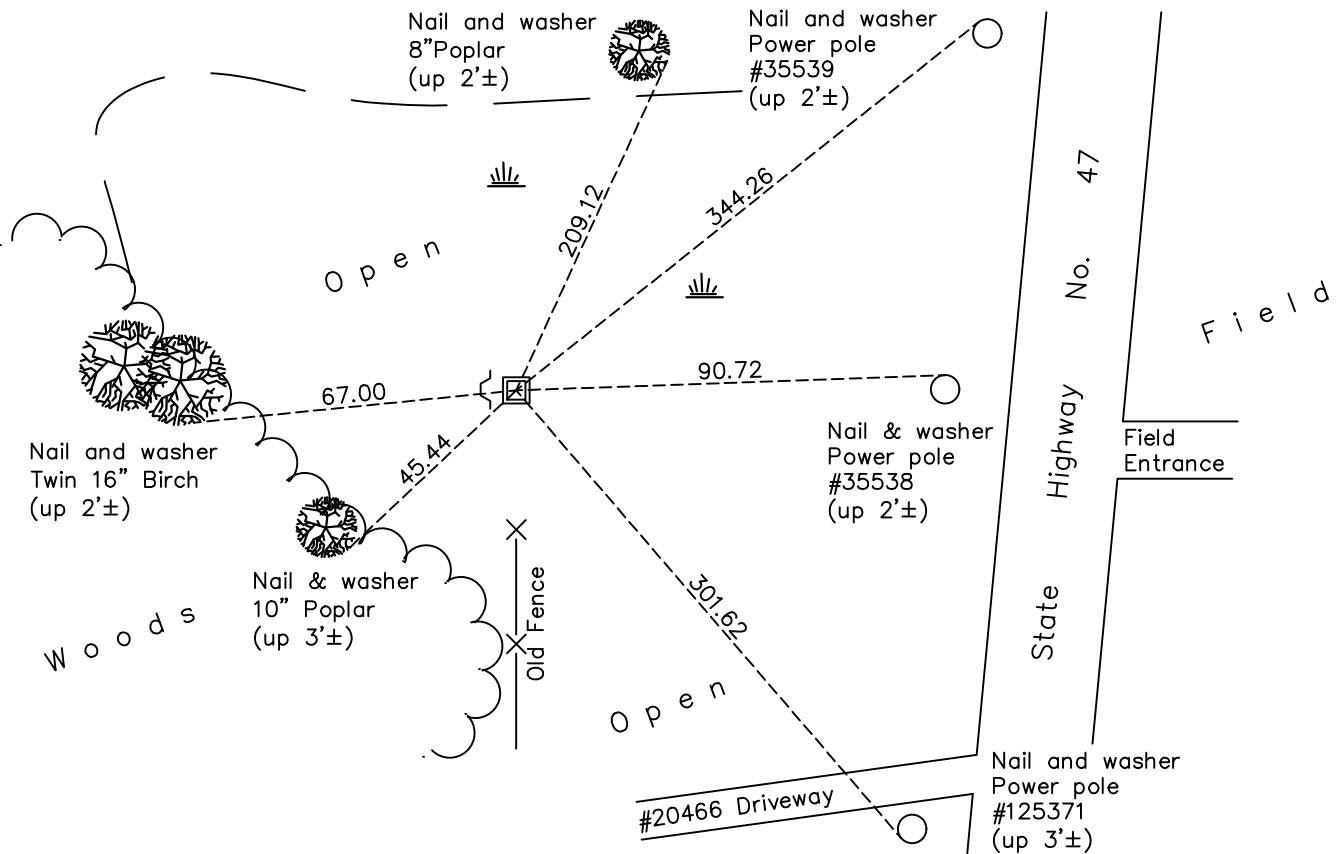 Nail and washer
8”Poplar
(up 2'±)
Nail and washer
Power pole
#35539
(up 2'±)
209.12
344.26
47
Open
No.
Field
67.00
90.72
45.44
Nail and washer
Twin 16” Birch
(up 2'±)
Nail & washer
Power pole
#35538
(up 2'±)
Highway
Field
Entrance
Nail & washer
10” Poplar
(up 3'±)
Old Fence
301.62
State
Woods
Open
#20466 Driveway
Nail and washer
Power pole
#125371
(up 3'±)